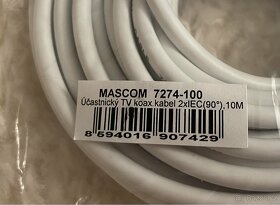 MASCOM 7274-100
Účastnický TV koax.kabel 2xIEC(90°),10M
8 594016 907429